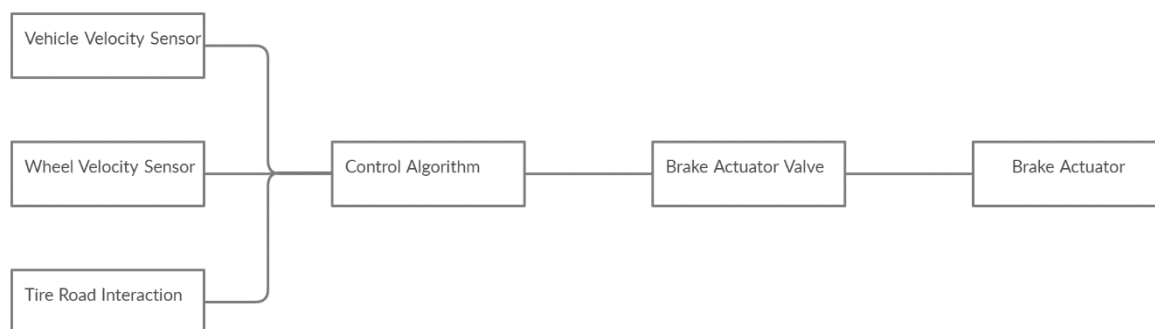 Vehicle Velocity Sensor
Wheel Velocity Sensor
Tire Road Interaction
Control Algorithm
Brake Actuator Valve
Brake Actuator